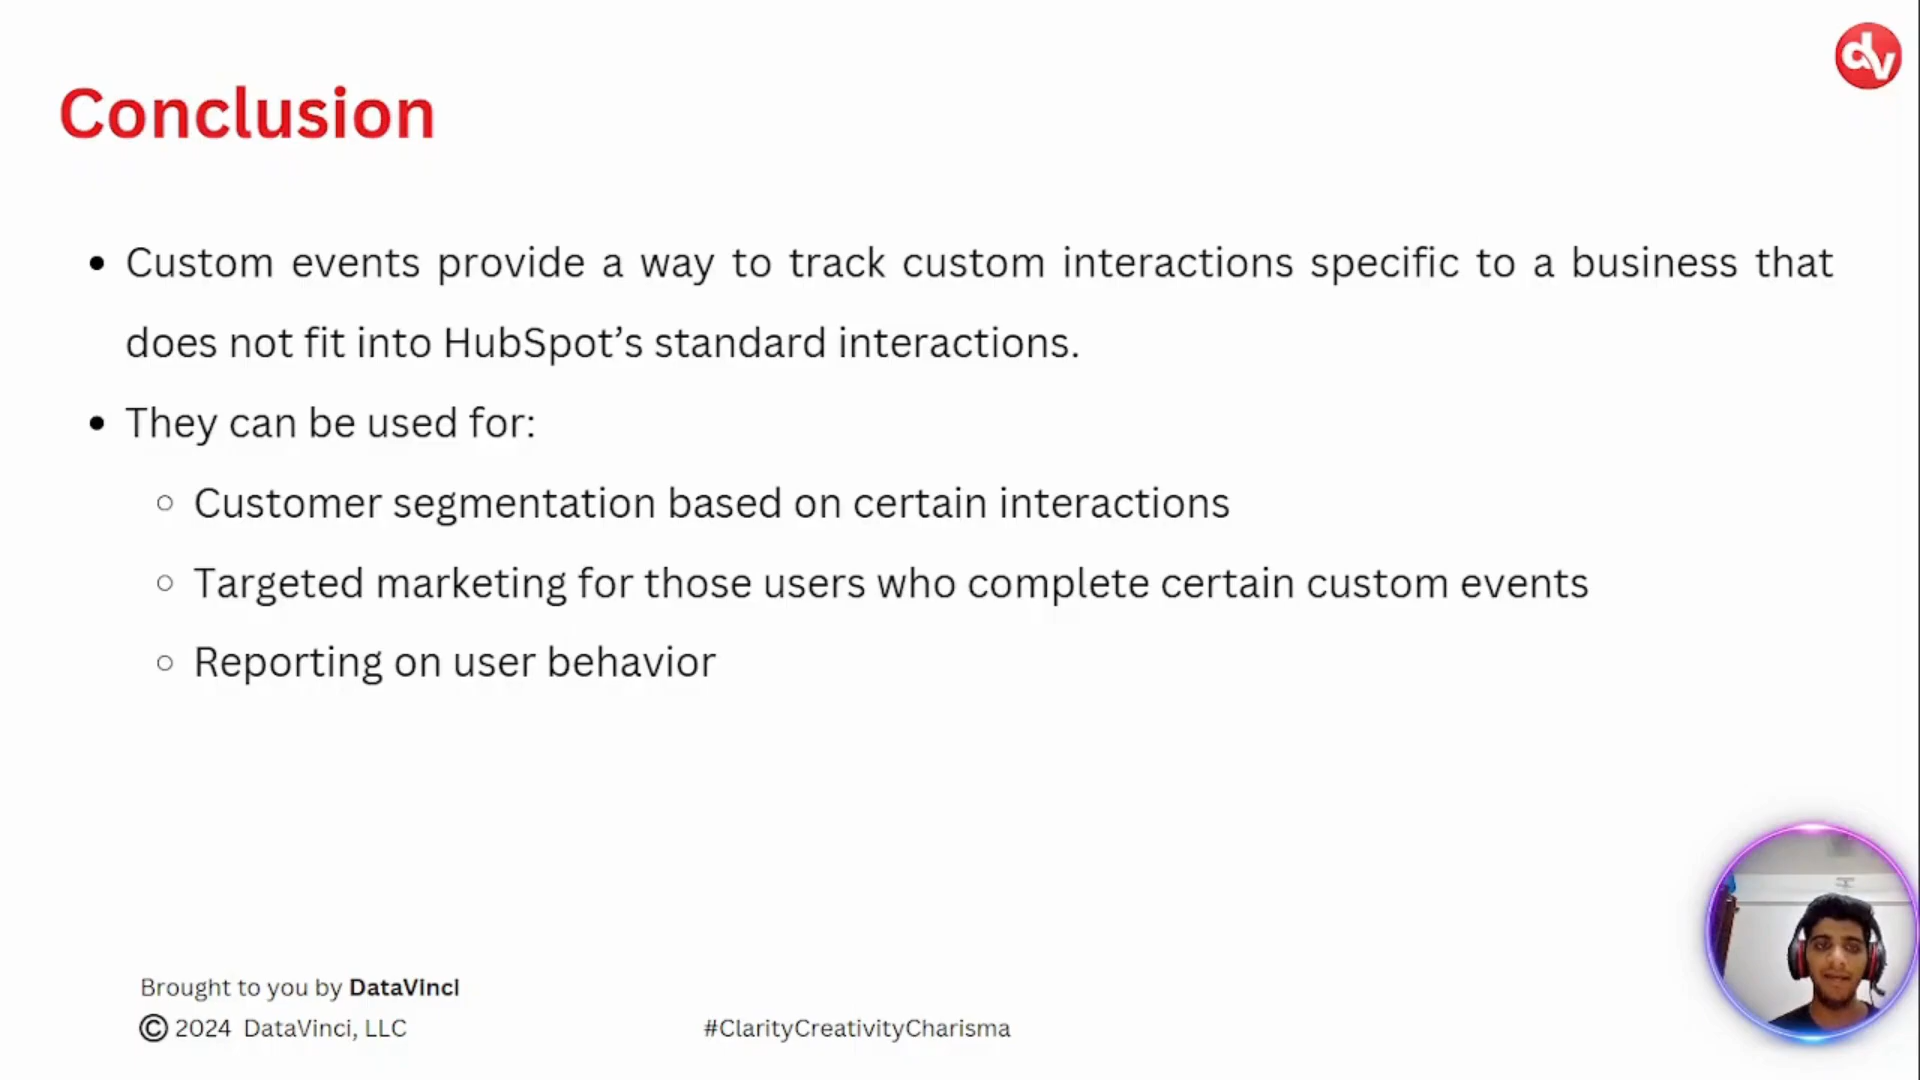 dv
Conclusion
• Custom events provide a way to track custom interactions specific to a business that
does not fit into HubSpot’s standard interactions.
• They can be used for:
○ Customer segmentation based on certain interactions
○ Targeted marketing for those users who complete certain custom events
○ Reporting on user behavior
Brought to you by DataVinci
© 2024 DataVinci, LLC
#ClarityCreativityCharisma